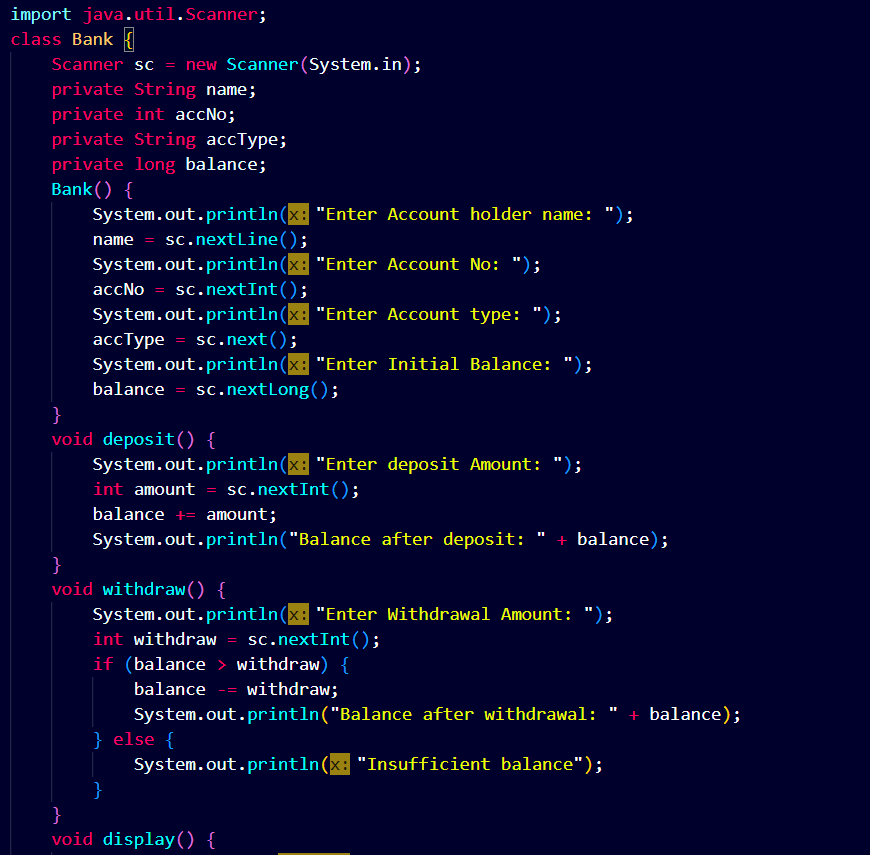 import java.util.Scanner;
class Bank {
    Scanner sc = new Scanner(System.in);
    private String name;
    private int accNo;
    private String accType;
    private long balance;
    Bank() {
        System.out.println(x: "Enter Account holder name: ");
        name = sc.nextLine();
        System.out.println(x: "Enter Account No: ");
        accNo = sc.nextInt();
        System.out.println(x: "Enter Account type: ");
        accType = sc.next();
        System.out.println(x: "Enter Initial Balance: ");
        balance = sc.nextLong();
    }
    void deposit() {
        System.out.println(x: "Enter deposit Amount: ");
        int amount = sc.nextInt();
        balance += amount;
        System.out.println("Balance after deposit: " + balance);
    }
    void withdraw() {
        System.out.println(x: "Enter Withdrawal Amount: ");
        int withdraw = sc.nextInt();
        if (balance > withdraw) {
            balance -= withdraw;
            System.out.println("Balance after withdrawal: " + balance);
        } else {
            System.out.println(x: "Insufficient balance");
        }
    }
    void display() {